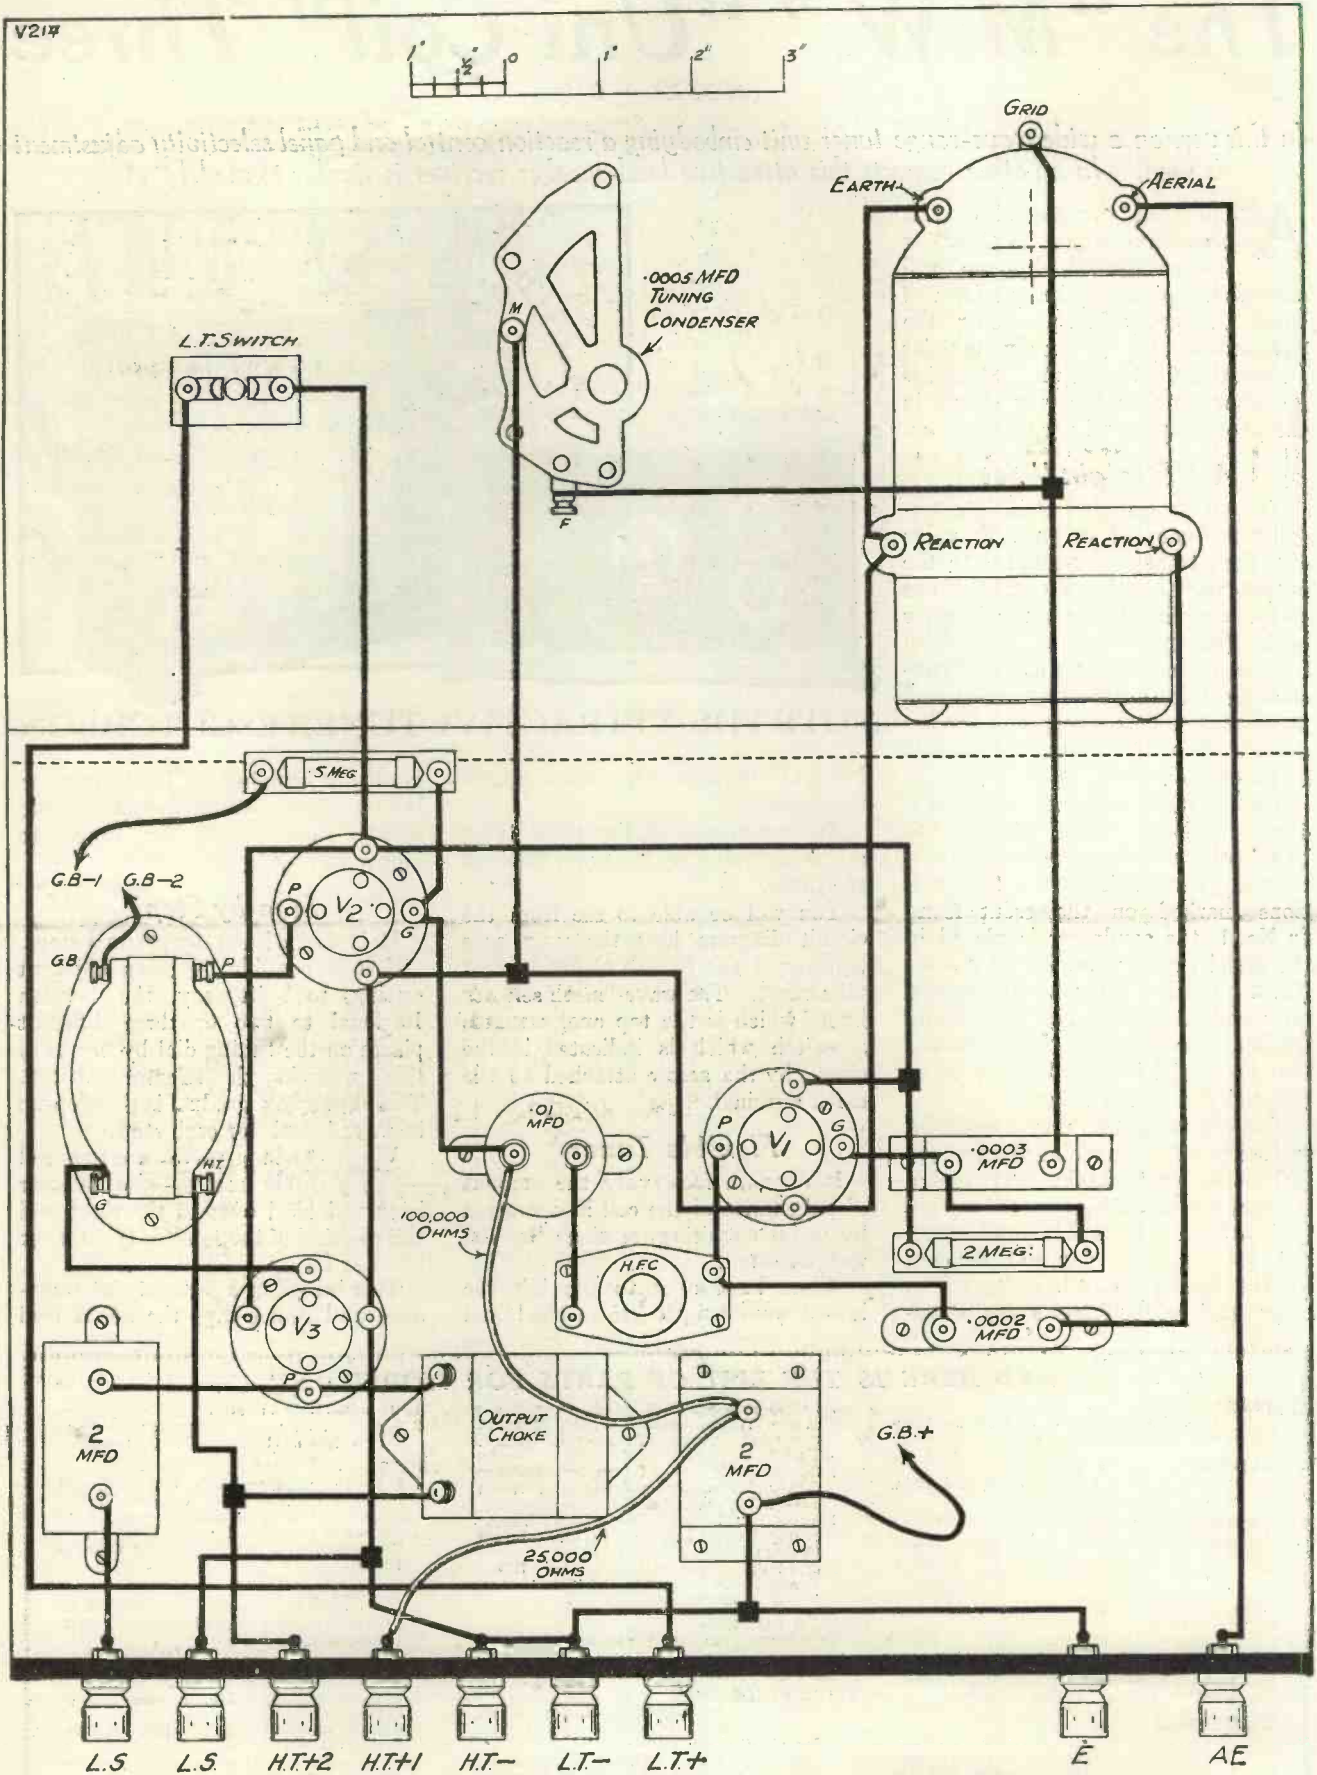 V217
1" ½" 0 1" 2" 3"
GRID
EARTH
AERIAL
.0005 MFD
TUNING
CONDENSER
M
L.T. SWITCH
F
REACTION
REACTION
.5 MEG
G.B-1
G.B-2
P
V2
G
G.B.
P
.01
MFD
P
V1
G
.0003
MFD
H.T.
G
100,000
OHMS
2 MEG:
H.F.C
.0002
MFD
V3
P
OUTPUT
CHOKE
2
MFD
2
MFD
G.B.+
25,000
OHMS
L.S.
L.S.
H.T.+2
H.T.+1
H.T.-
L.T.-
L.T.+
E
AE